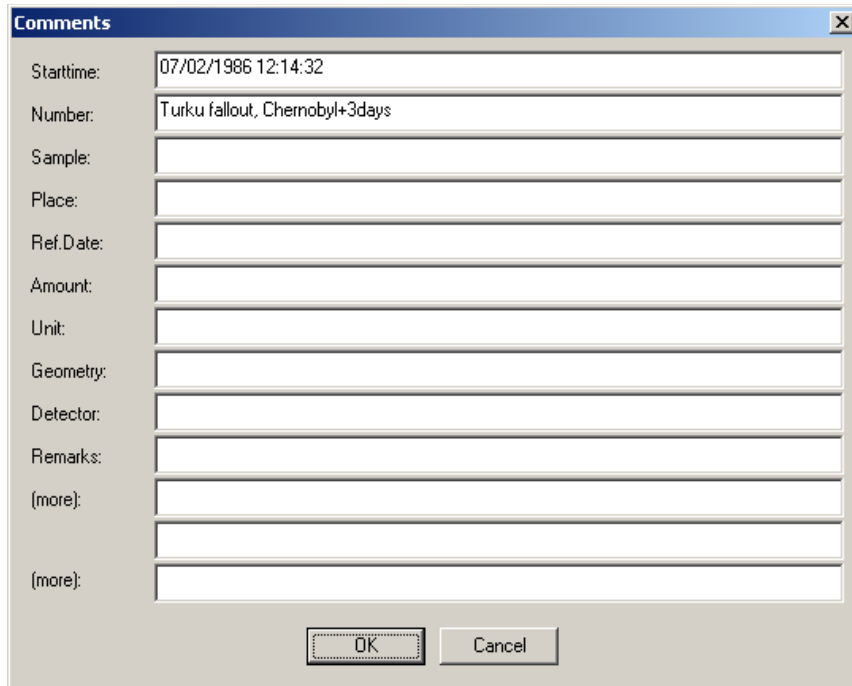 Comments
Starttime: 07/02/1986 12:14:32
Number: Turku fallout, Chernobyl+3days
Sample:
Place:
Ref.Date:
Amount:
Unit:
Geometry:
Detector:
Remarks:
(more):
(more):
OK Cancel